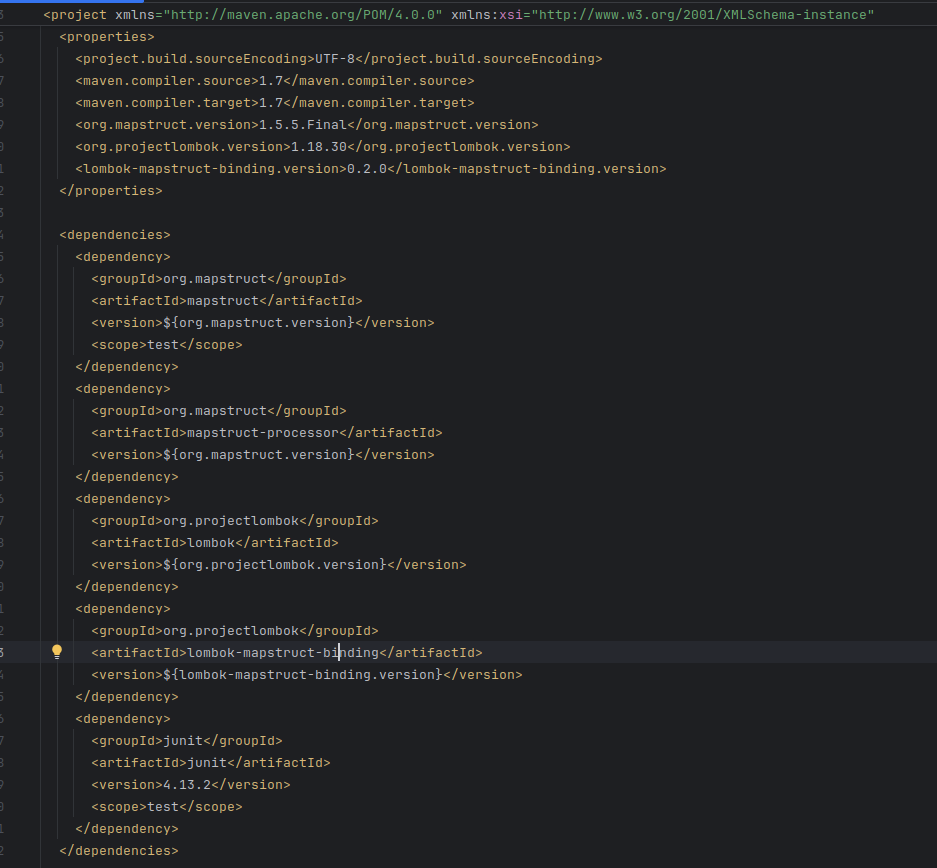 <project xmlns="http://maven.apache.org/POM/4.0.0" xmlns:xsi="http://www.w3.org/2001/XMLSchema-instance"
<properties>
<project.build.sourceEncoding>UTF-8</project.build.sourceEncoding>
<maven.compiler.source>1.7</maven.compiler.source>
<maven.compiler.target>1.7</maven.compiler.target>
<org.mapstruct.version>1.5.5.Final</org.mapstruct.version>
<org.projectlombok.version>1.18.30</org.projectlombok.version>
<lombok-mapstruct-binding.version>0.2.0</lombok-mapstruct-binding.version>
</properties>
<dependencies>
<dependency>
<groupId>org.mapstruct</groupId>
<artifactId>mapstruct</artifactId>
<version>${org.mapstruct.version}</version>
<scope>test</scope>
</dependency>
<dependency>
<groupId>org.mapstruct</groupId>
<artifactId>mapstruct-processor</artifactId>
<version>${org.mapstruct.version}</version>
</dependency>
<dependency>
<groupId>org.projectlombok</groupId>
<artifactId>lombok</artifactId>
<version>${org.projectlombok.version}</version>
</dependency>
<dependency>
<groupId>org.projectlombok</groupId>
<artifactId>lombok-mapstruct-binding</artifactId>
<version>${lombok-mapstruct-binding.version}</version>
</dependency>
<dependency>
<groupId>junit</groupId>
<artifactId>junit</artifactId>
<version>4.13.2</version>
<scope>test</scope>
</dependency>
</dependencies>